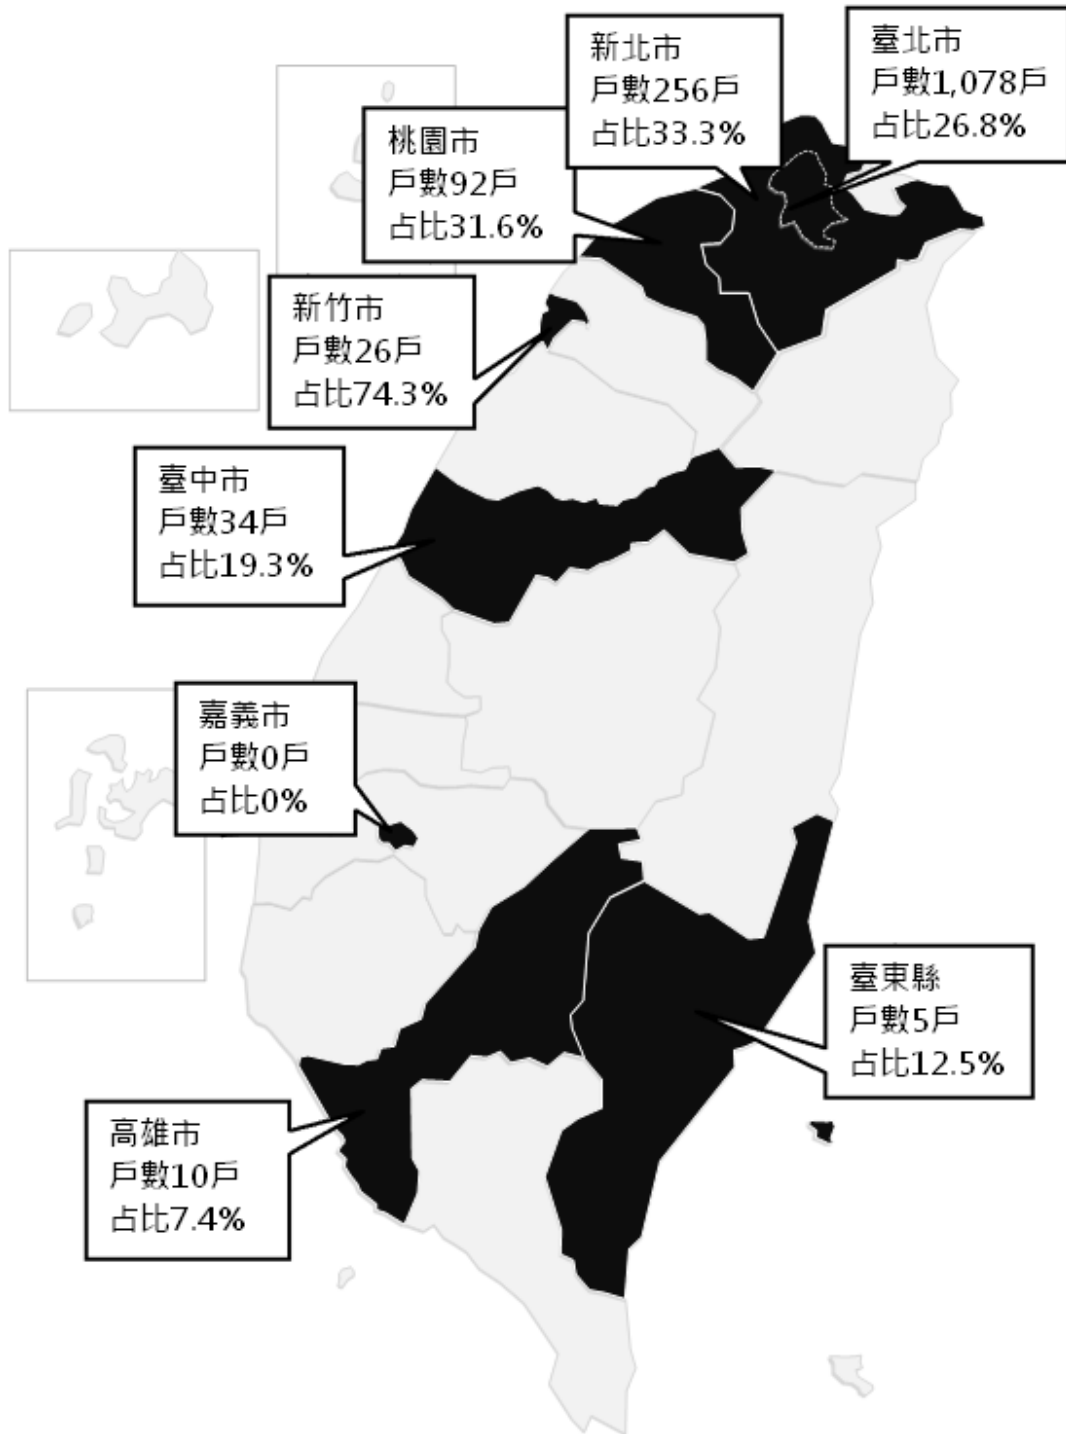 新北市
戶數256戶
占比33.3%
臺北市
戶數1,078戶
占比26.8%
桃園市
戶數92戶
占比31.6%
新竹市
戶數26戶
占比74.3%
臺中市
戶數34戶
占比19.3%
嘉義市
戶數0戶
占比0%
臺東縣
戶數5戶
占比12.5%
高雄市
戶數10戶
占比7.4%